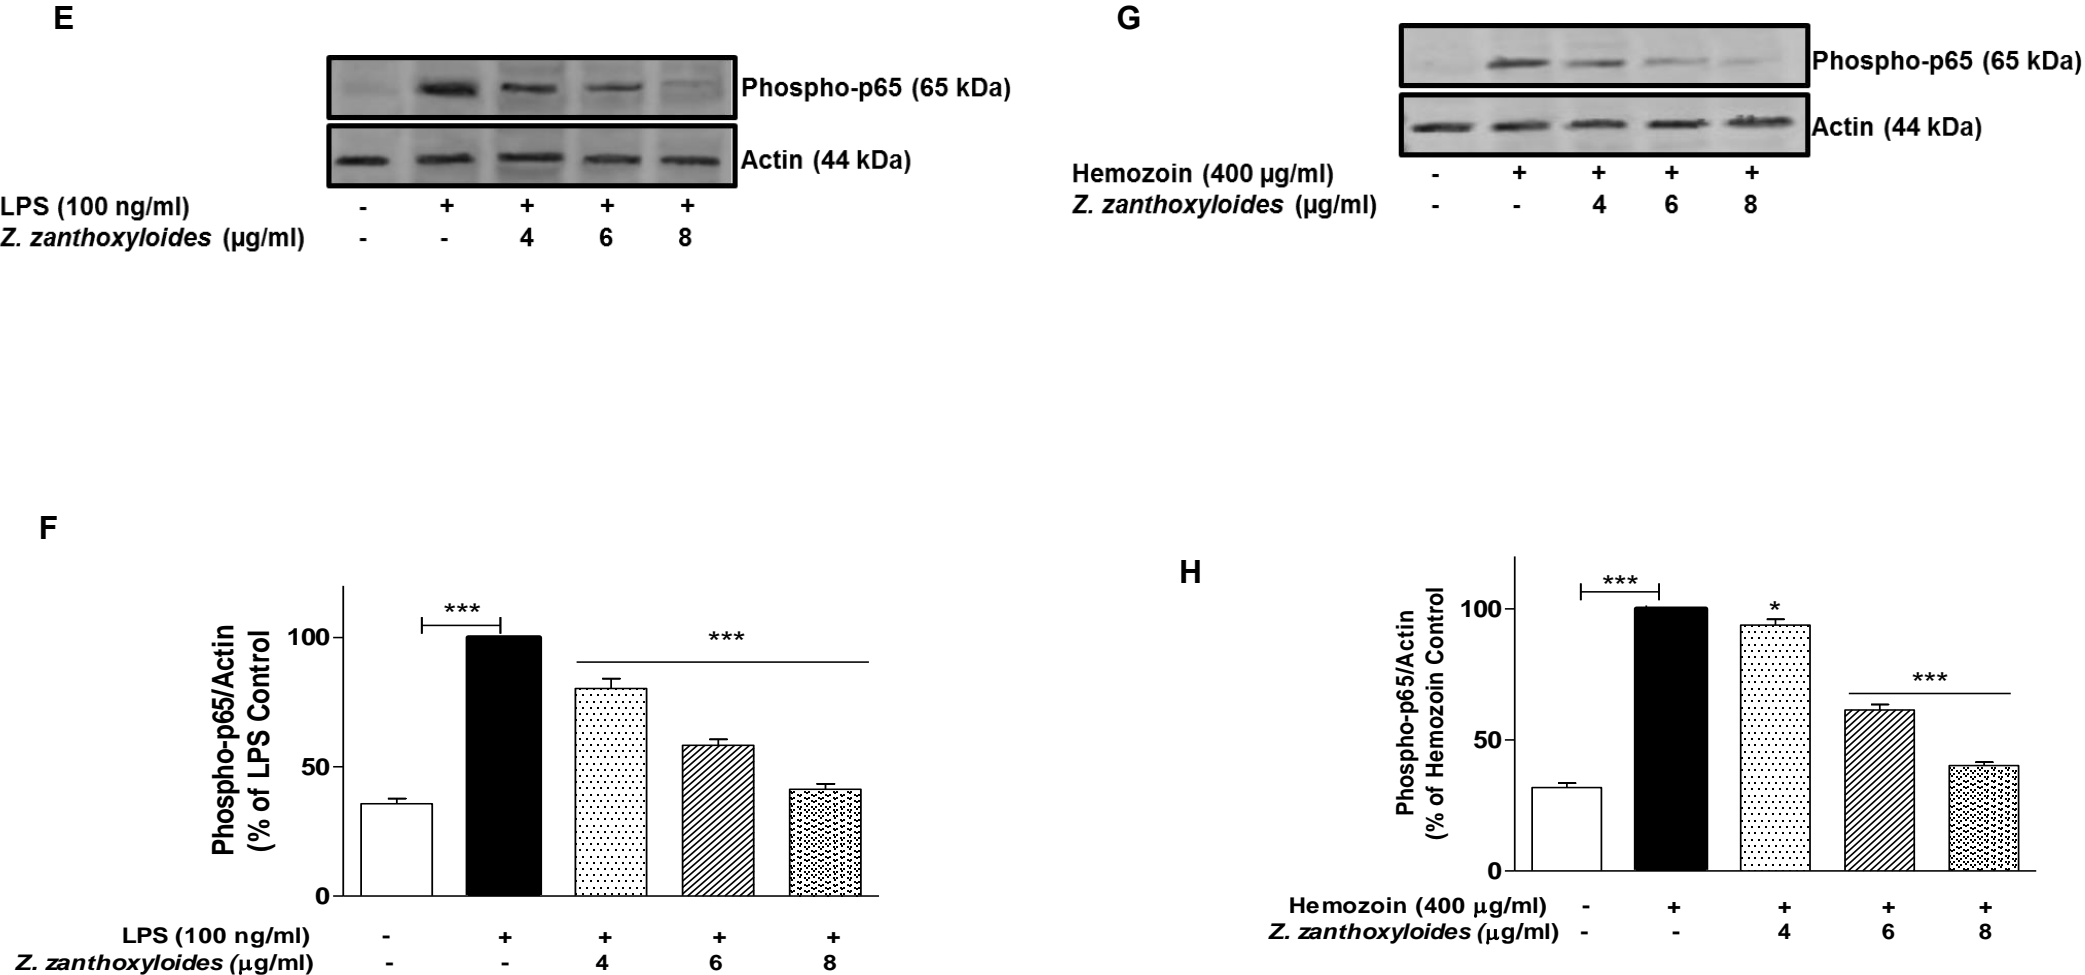 E
Phospho-p65 (65 kDa)
Actin (44 kDa)
LPS (100 ng/ml) - + + + +
Z. zanthoxyloides (µg/ml) - - 4 6 8
G
Phospho-p65 (65 kDa)
Actin (44 kDa)
Hemozoin (400 µg/ml) - + + + +
Z. zanthoxyloides (µg/ml) - - 4 6 8
F
Phospho-p65/Actin
(% of LPS Control
100
50
0
***
***
LPS (100 ng/ml) - + + + +
Z. zanthoxyloides (µg/ml) - - 4 6 8
H
Phospho-p65/Actin
(% of Hemozoin Control
100
50
0
***
*
***
Hemozoin (400 µg/ml) - + + + +
Z. zanthoxyloides (µg/ml) - - 4 6 8